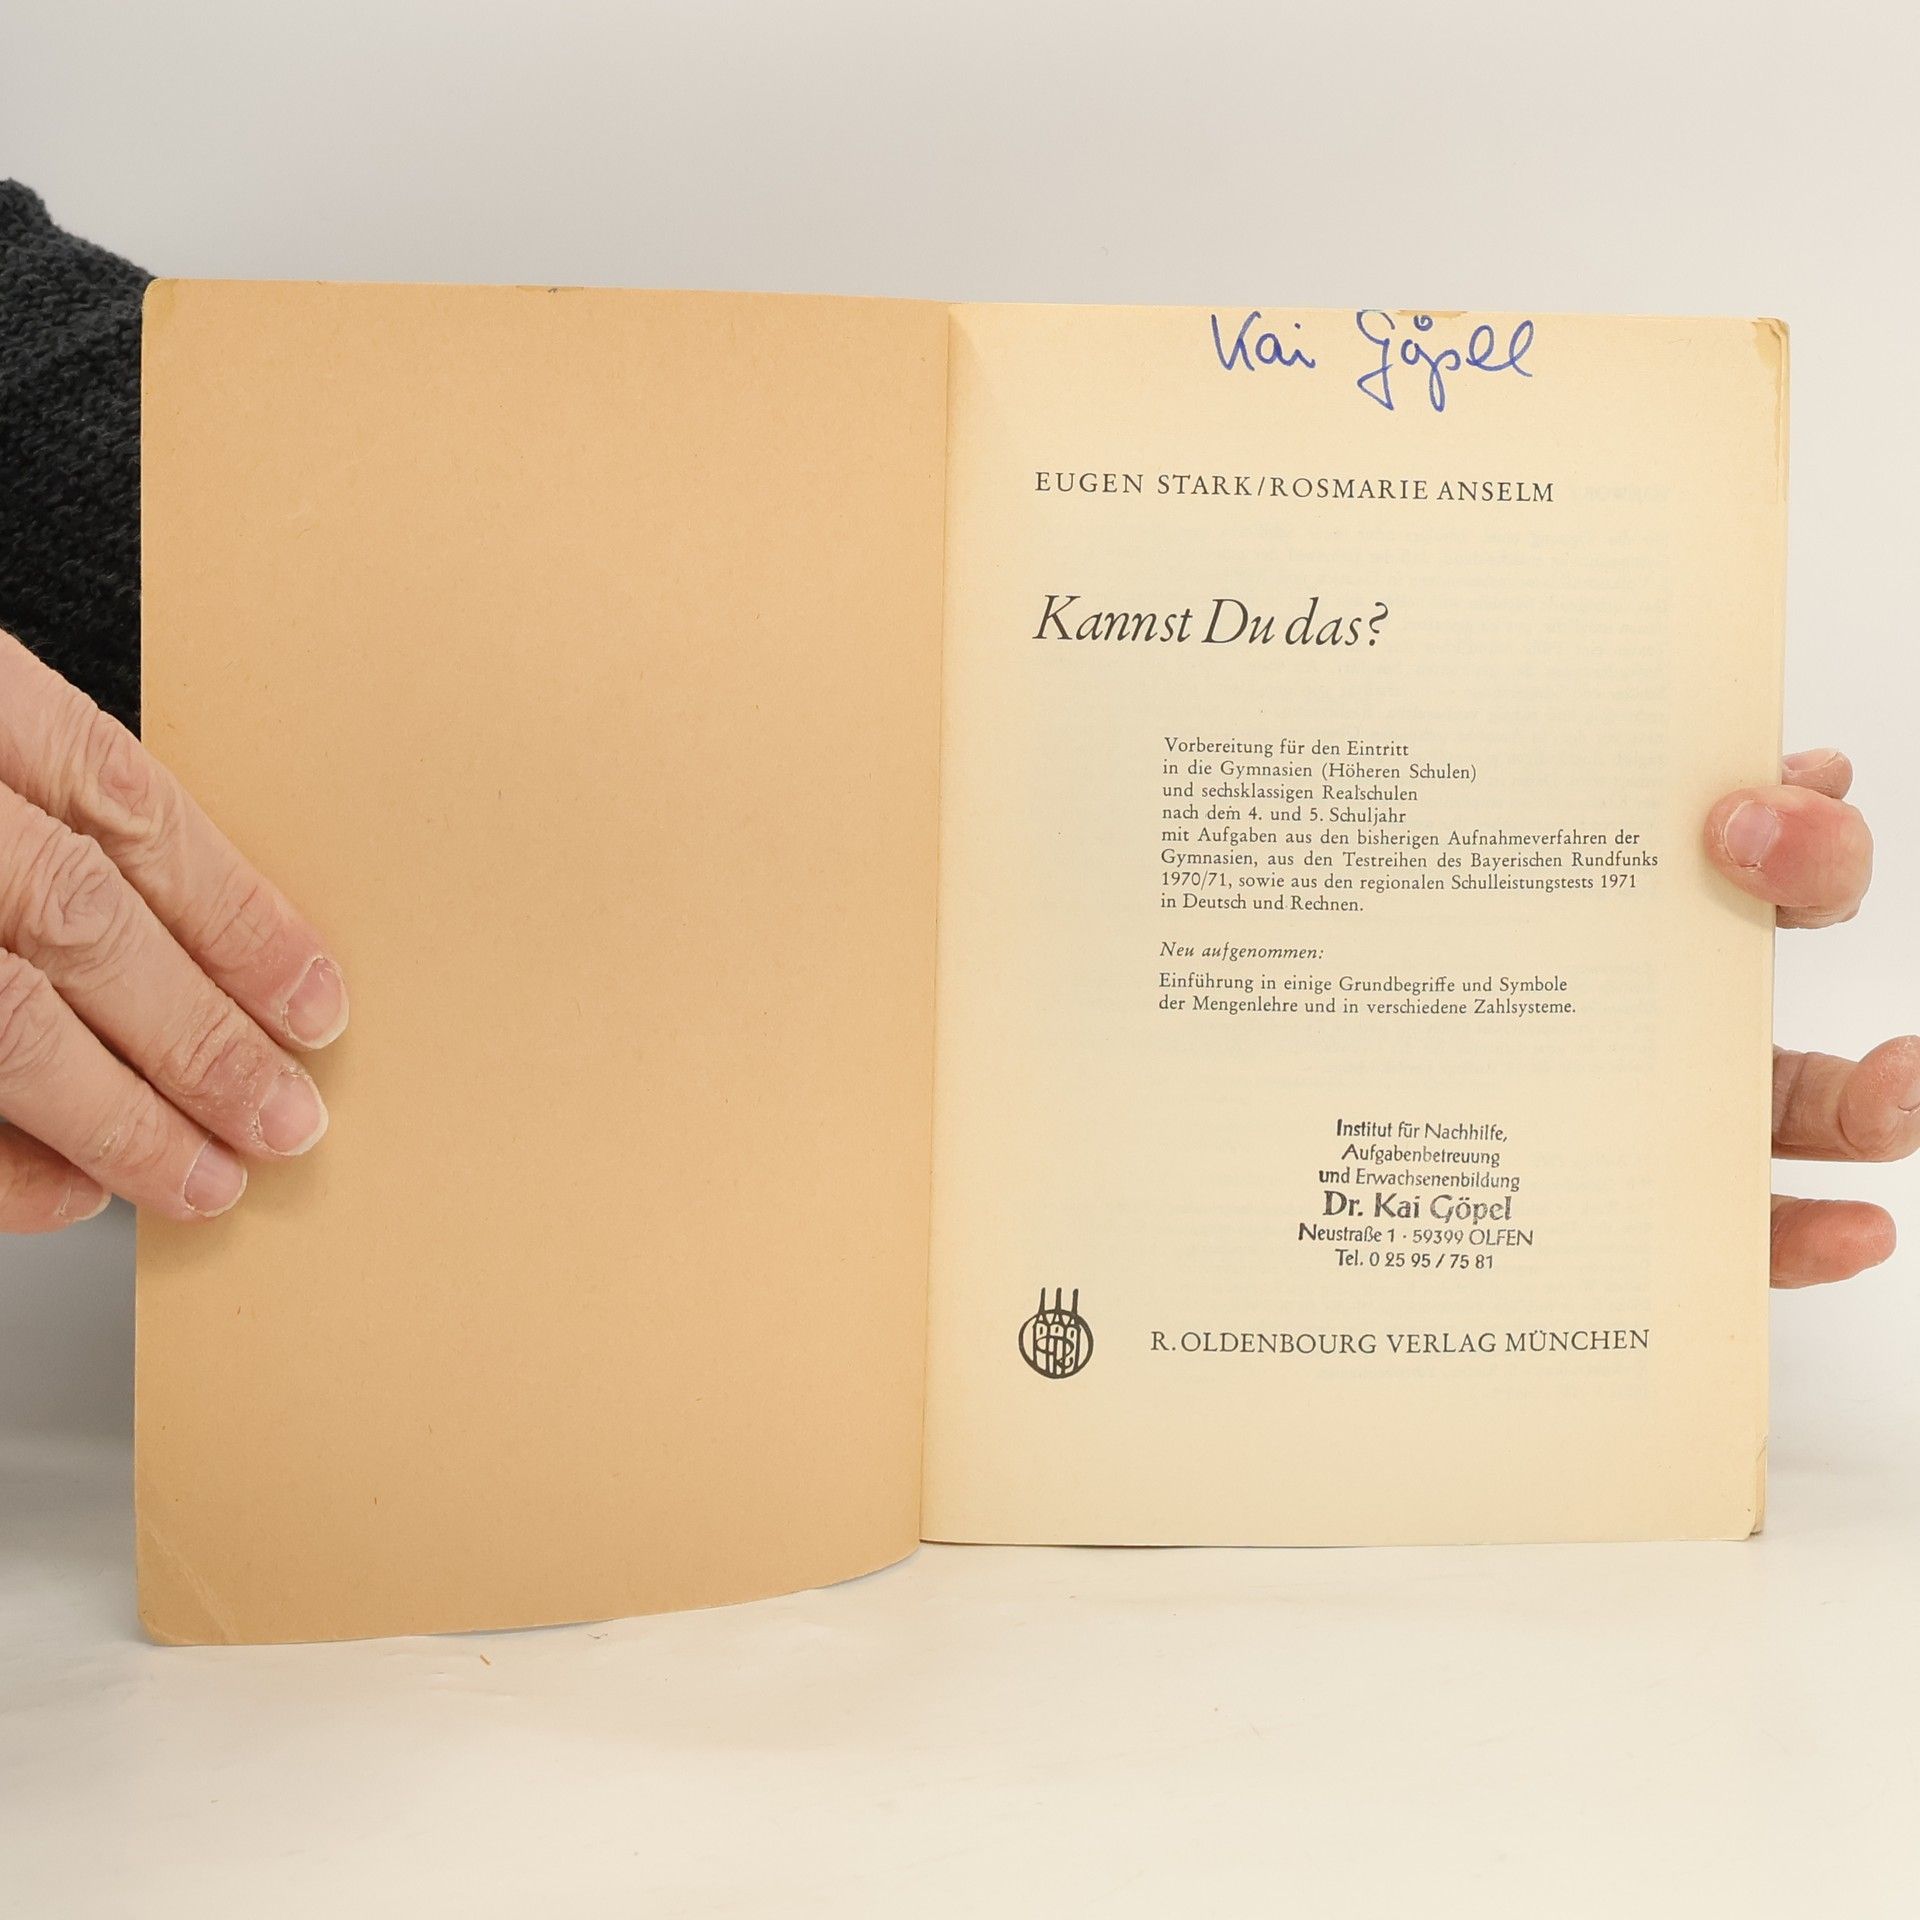 Kai Göpel
EUGEN STARK/ROSMARIE ANSELM
Kannst Du das?
Vorbereitung für den Eintritt
in die Gymnasien (Höheren Schulen)
und sechsklassigen Realschulen
nach dem 4. und 5. Schuljahr
mit Aufgaben aus den bisherigen Aufnahmeverfahren der
Gymnasien, aus den Testreihen des Bayerischen Rundfunks
1970/71, sowie aus den regionalen Schulleistungstests 1971
in Deutsch und Rechnen.
Neu aufgenommen:
Einführung in einige Grundbegriffe und Symbole
der Mengenlehre und in verschiedene Zahlsysteme.
Institut für Nachhilfe,
Aufgabenbetreuung
und Erwachsenenbildung
Dr. Kai Göpel
Neustraße 1 · 59399 OLFEN
Tel. 0 25 95 / 75 81
R. OLDENBOURG VERLAG MÜNCHEN